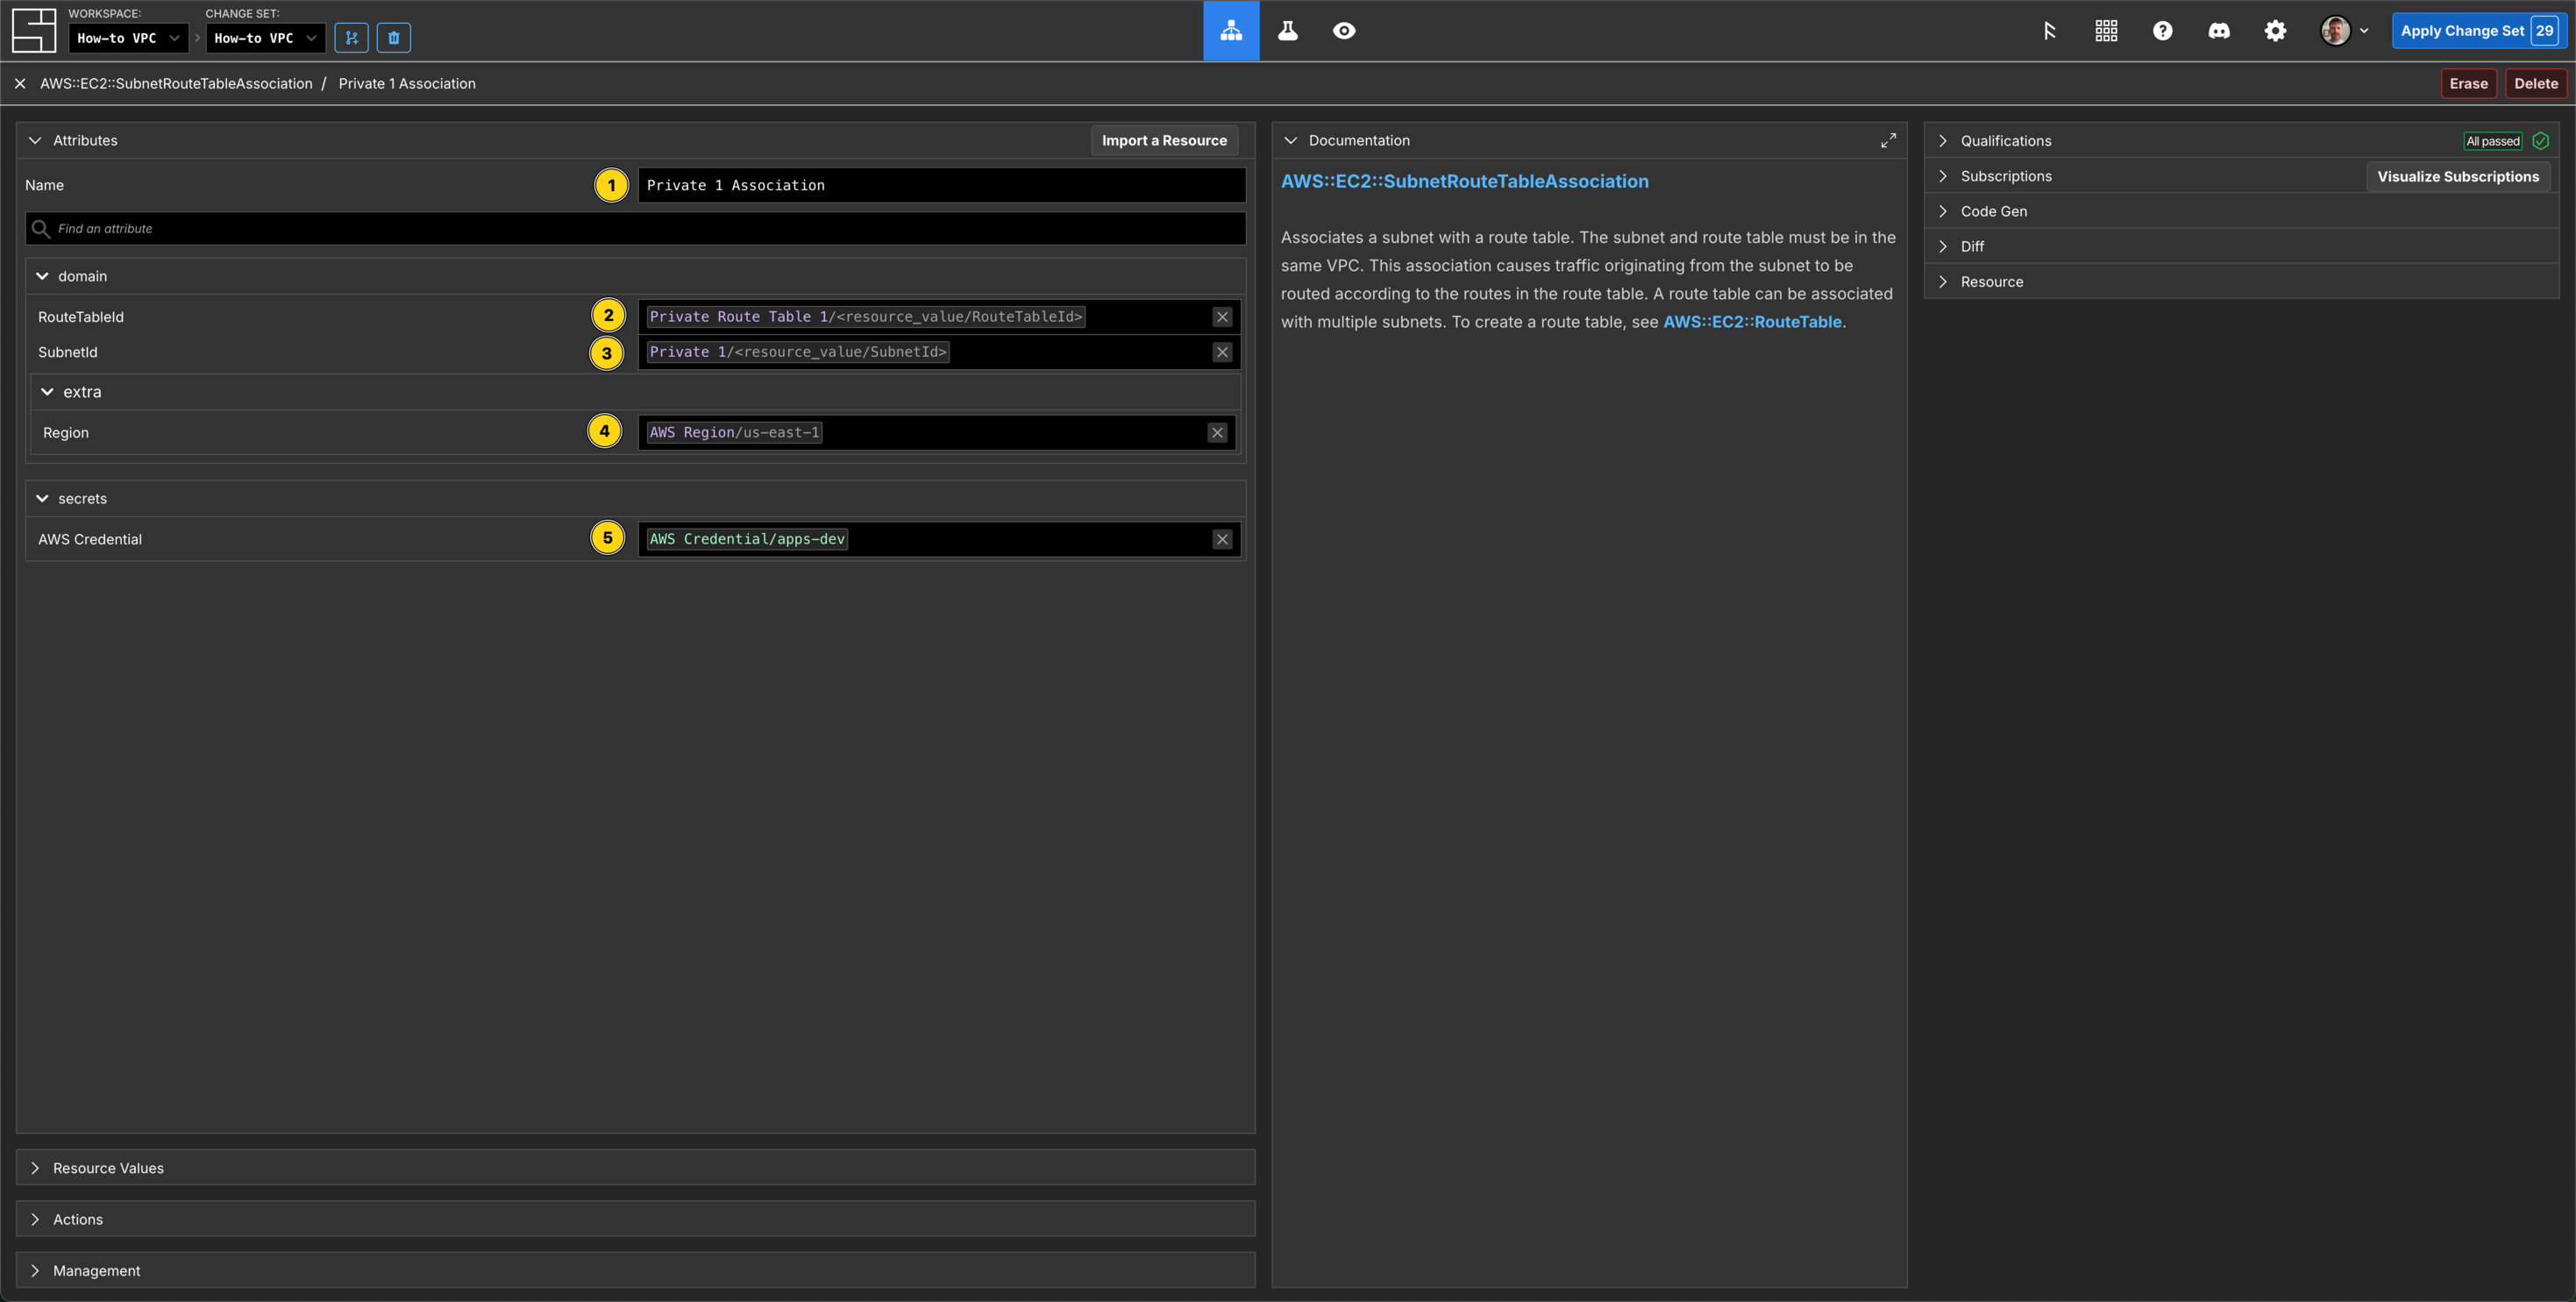 WORKSPACE:
How-to VPC
CHANGE SET:
How-to VPC
Apply Change Set 29
AWS::EC2::SubnetRouteTableAssociation / Private 1 Association
Erase
Delete
Attributes
Import a Resource
Name
1
Private 1 Association
Find an attribute
domain
RouteTableId
2
Private Route Table 1/<resource_value/RouteTableId>
SubnetId
3
Private 1/<resource_value/SubnetId>
extra
Region
4
AWS Region/us-east-1
secrets
AWS Credential
5
AWS Credential/apps-dev
Resource Values
Actions
Management
Documentation
AWS::EC2::SubnetRouteTableAssociation
Associates a subnet with a route table. The subnet and route table must be in the
same VPC. This association causes traffic originating from the subnet to be
routed according to the routes in the route table. A route table can be associated
with multiple subnets. To create a route table, see AWS::EC2::RouteTable.
Qualifications
All passed
Subscriptions
Visualize Subscriptions
Code Gen
Diff
Resource